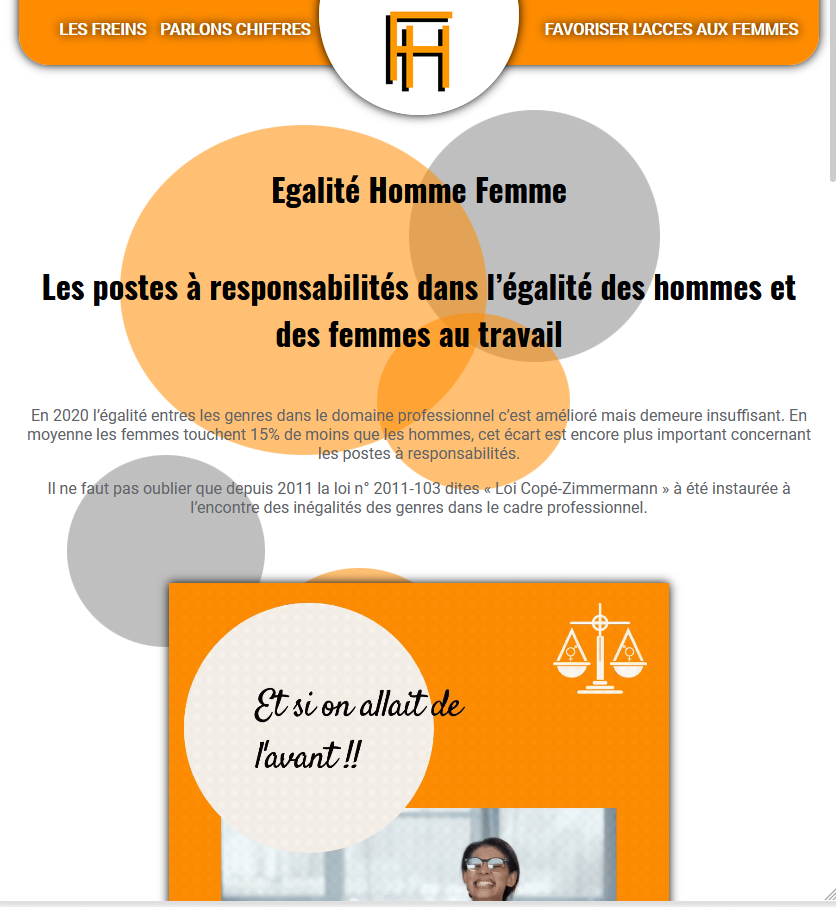 LES FREINS PARLONS CHIFFRES FH FAVORISER L'ACCES AUX FEMMES
Egalité Homme Femme
Les postes à responsabilités dans l’égalité des hommes et
des femmes au travail
En 2020 l’égalité entres les genres dans le domaine professionnel c’est amélioré mais demeure insuffisant. En
moyenne les femmes touchent 15% de moins que les hommes, cet écart est encore plus important concernant
les postes à responsabilités.
Il ne faut pas oublier que depuis 2011 la loi n° 2011-103 dites « Loi Copé-Zimmermann » à été instaurée à
l’encontre des inégalités des genres dans le cadre professionnel.
Et si on allait de
l'avant !!